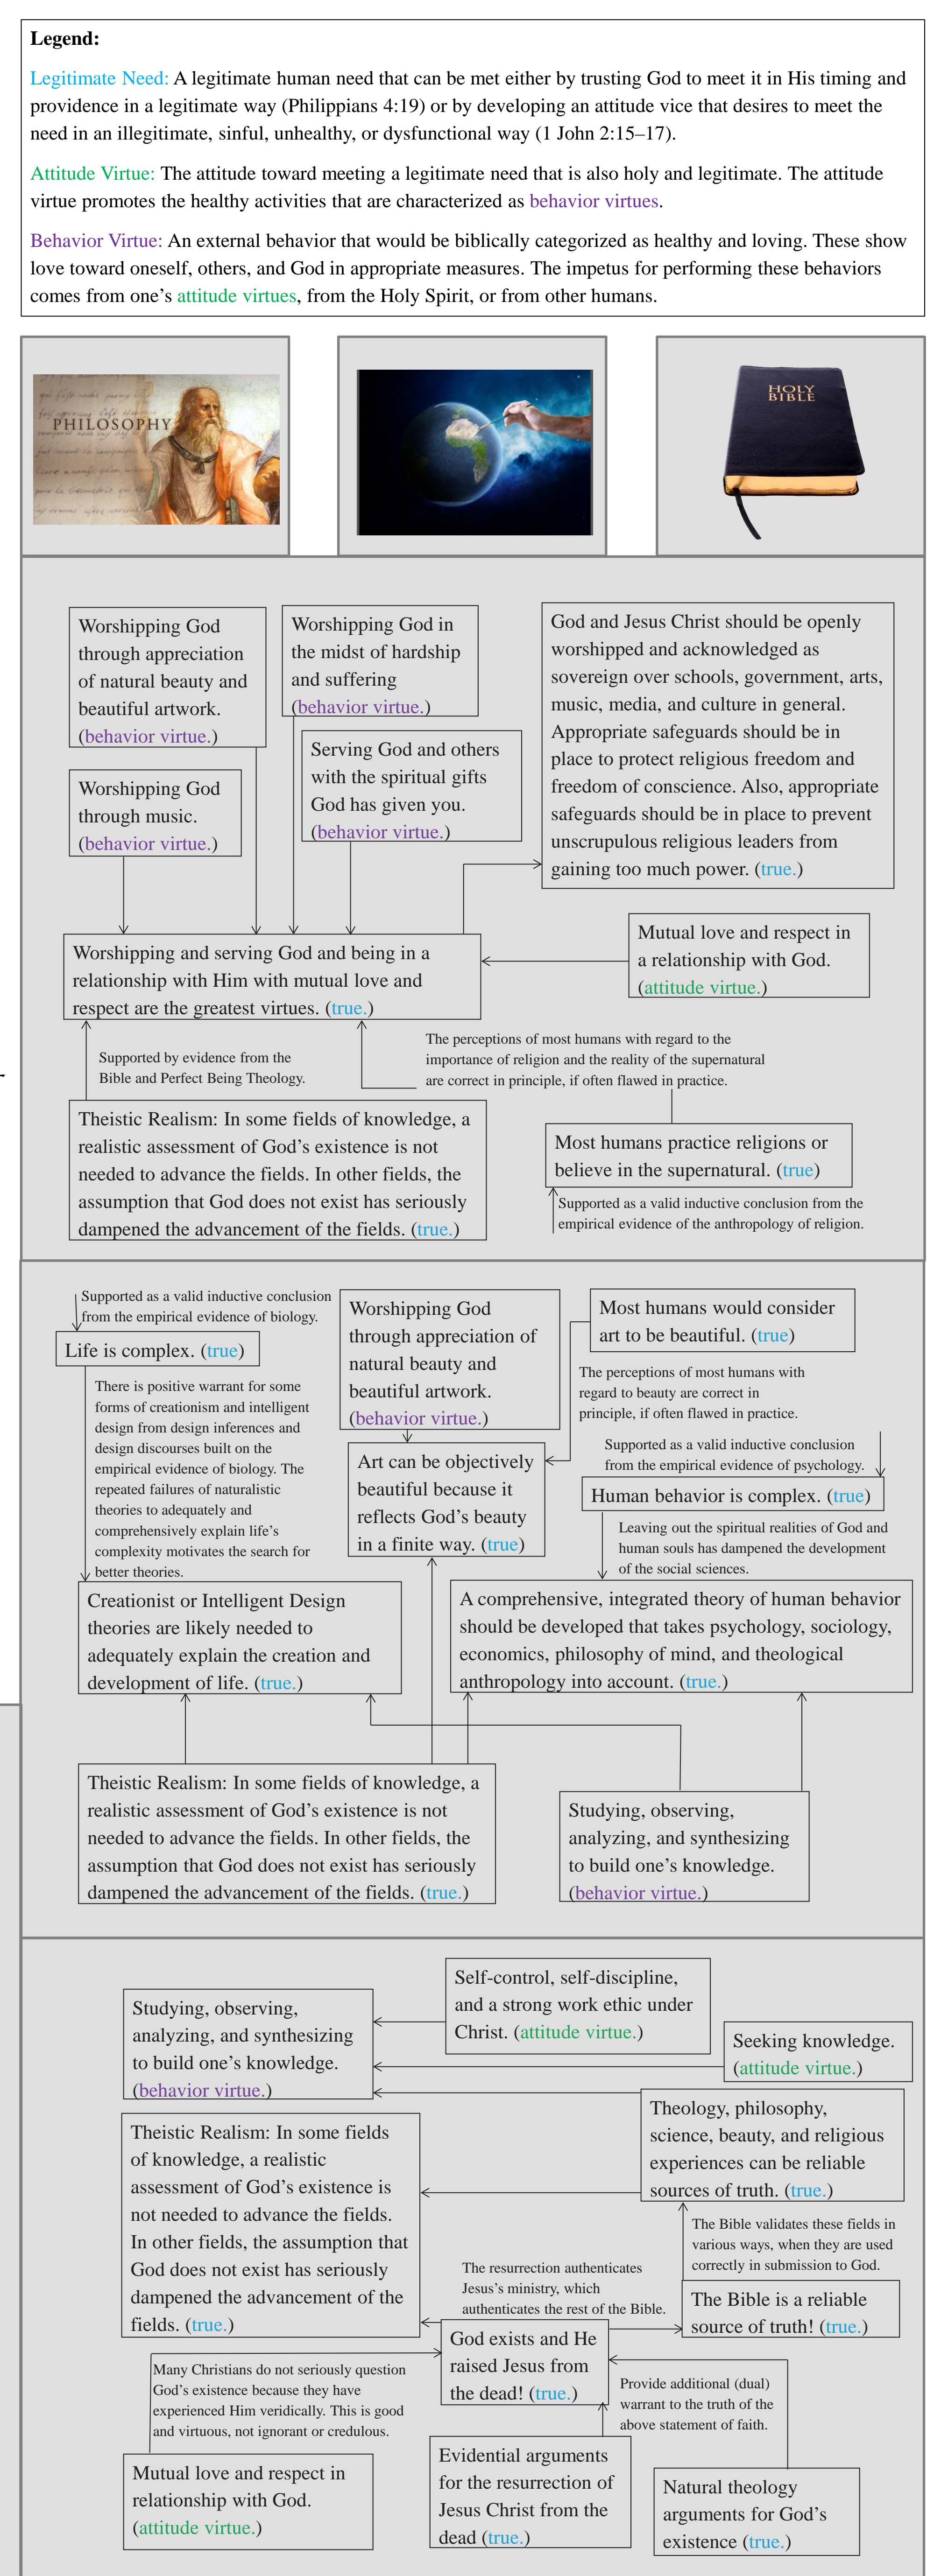 Legend:
Legitimate Need: A legitimate human need that can be met either by trusting God to meet it in His timing and
providence in a legitimate way (Philippians 4:19) or by developing an attitude vice that desires to meet the
need in an illegitimate, sinful, unhealthy, or dysfunctional way (1 John 2:15–17).
Attitude Virtue: The attitude toward meeting a legitimate need that is also holy and legitimate. The attitude
virtue promotes the healthy activities that are characterized as behavior virtues.
Behavior Virtue: An external behavior that would be biblically categorized as healthy and loving. These show
love toward oneself, others, and God in appropriate measures. The impetus for performing these behaviors
comes from one's attitude virtues, from the Holy Spirit, or from other humans.
PHILOSOPHY
HOLY
BIBLE
Worshipping God
through appreciation
of natural beauty and
beautiful artwork.
(behavior virtue.)
Worshipping God in
the midst of hardship
and suffering
(behavior virtue.)
God and Jesus Christ should be openly
worshipped and acknowledged as
sovereign over schools, government, arts,
music, media, and culture in general.
Appropriate safeguards should be in
place to protect religious freedom and
freedom of conscience. Also, appropriate
safeguards should be in place to prevent
unscrupulous religious leaders from
gaining too much power. (true.)
Serving God and others
with the spiritual gifts
God has given you.
(behavior virtue.)
Worshipping God
through music.
(behavior virtue.)
Worshipping and serving God and being in a
relationship with Him with mutual love and
respect are the greatest virtues. (true.)
Mutual love and respect in
a relationship with God.
(attitude virtue.)
Supported by evidence from the
Bible and Perfect Being Theology.
The perceptions of most humans with regard to the
importance of religion and the reality of the supernatural
are correct in principle, if often flawed in practice.
Theistic Realism: In some fields of knowledge, a
realistic assessment of God's existence is not
needed to advance the fields. In other fields, the
assumption that God does not exist has seriously
dampened the advancement of the fields. (true.)
Most humans practice religions or
believe in the supernatural. (true)
Supported as a valid inductive conclusion from the
empirical evidence of the anthropology of religion.
Supported as a valid inductive conclusion
from the empirical evidence of biology.
Life is complex. (true)
There is positive warrant for some
forms of creationism and intelligent
design from design inferences and
design discourses built on the
empirical evidence of biology. The
repeated failures of naturalistic
theories to adequately and
comprehensively explain life's
complexity motivates the search for
better theories.
Worshipping God
through appreciation of
natural beauty and
beautiful artwork.
(behavior virtue.)
Most humans would consider
art to be beautiful. (true)
The perceptions of most humans with
regard to beauty are correct in
principle, if often flawed in practice.
Art can be objectively
beautiful because it
reflects God's beauty
in a finite way. (true)
Supported as a valid inductive conclusion
from the empirical evidence of psychology.
Human behavior is complex. (true)
Leaving out the spiritual realities of God and
human souls has dampened the development
of the social sciences.
Creationist or Intelligent Design
theories are likely needed to
adequately explain the creation and
development of life. (true.)
A comprehensive, integrated theory of human behavior
should be developed that takes psychology, sociology,
economics, philosophy of mind, and theological
anthropology into account. (true.)
Theistic Realism: In some fields of knowledge, a
realistic assessment of God's existence is not
needed to advance the fields. In other fields, the
assumption that God does not exist has seriously
dampened the advancement of the fields. (true.)
Studying, observing,
analyzing, and synthesizing
to build one's knowledge.
(behavior virtue.)
Self-control, self-discipline,
and a strong work ethic under
Christ. (attitude virtue.)
Studying, observing,
analyzing, and synthesizing
to build one's knowledge.
(behavior virtue.)
Seeking knowledge.
(attitude virtue.)
Theology, philosophy,
science, beauty, and religious
experiences can be reliable
sources of truth. (true.)
Theistic Realism: In some fields
of knowledge, a realistic
assessment of God's existence is
not needed to advance the fields.
In other fields, the assumption that
God does not exist has seriously
dampened the advancement of the
fields. (true.)
The Bible validates these fields in
various ways, when they are used
correctly in submission to God.
The resurrection authenticates
Jesus's ministry, which
authenticates the rest of the Bible.
The Bible is a reliable
source of truth! (true.)
God exists and He
raised Jesus from
the dead! (true.)
Many Christians do not seriously question
God's existence because they have
experienced Him veridically. This is good
and virtuous, not ignorant or credulous.
Provide additional (dual)
warrant to the truth of the
above statement of faith.
Mutual love and respect in
relationship with God.
(attitude virtue.)
Evidential arguments
for the resurrection of
Jesus Christ from the
dead (true.)
Natural theology
arguments for God's
existence (true.)